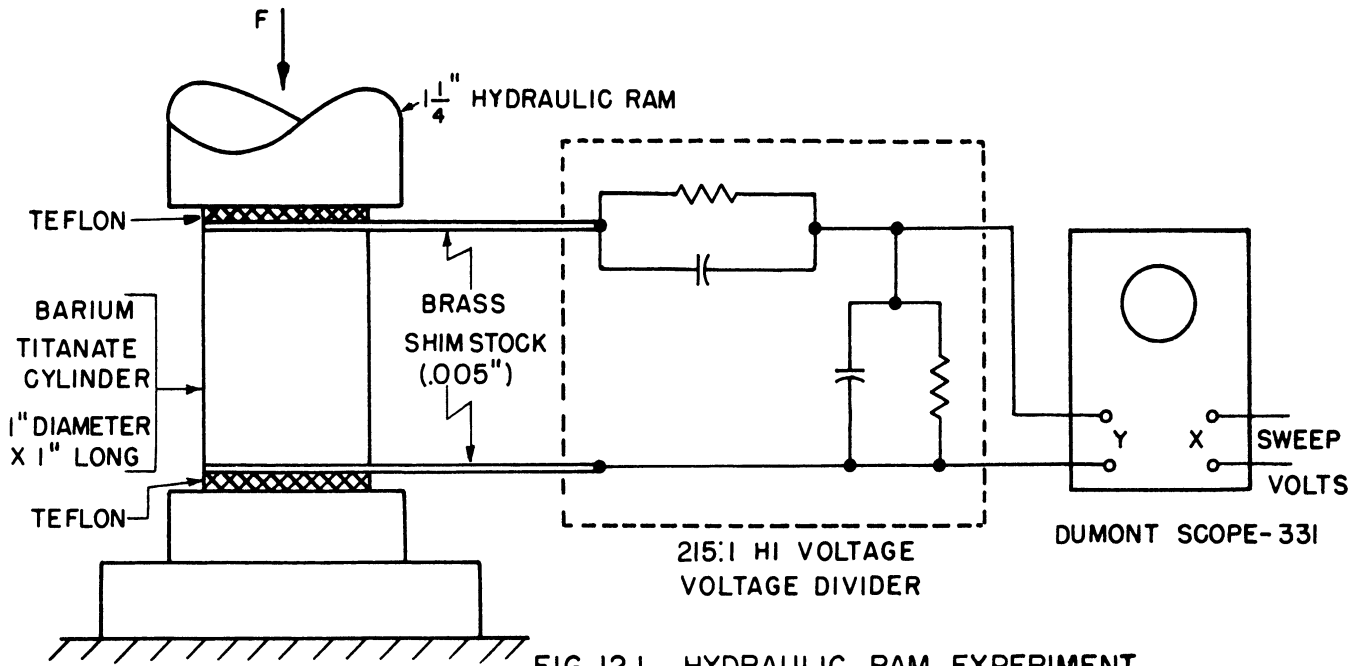 F
1 1/4" HYDRAULIC RAM
TEFLON
BARIUM
TITANATE
CYLINDER
1" DIAMETER
X 1" LONG
TEFLON
BRASS
SHIM STOCK
(.005")
215:1 HI VOLTAGE
VOLTAGE DIVIDER
Y
X
SWEEP
VOLTS
DUMONT SCOPE-331
FIG. 12.1 HYDRAULIC RAM EXPERIMENT